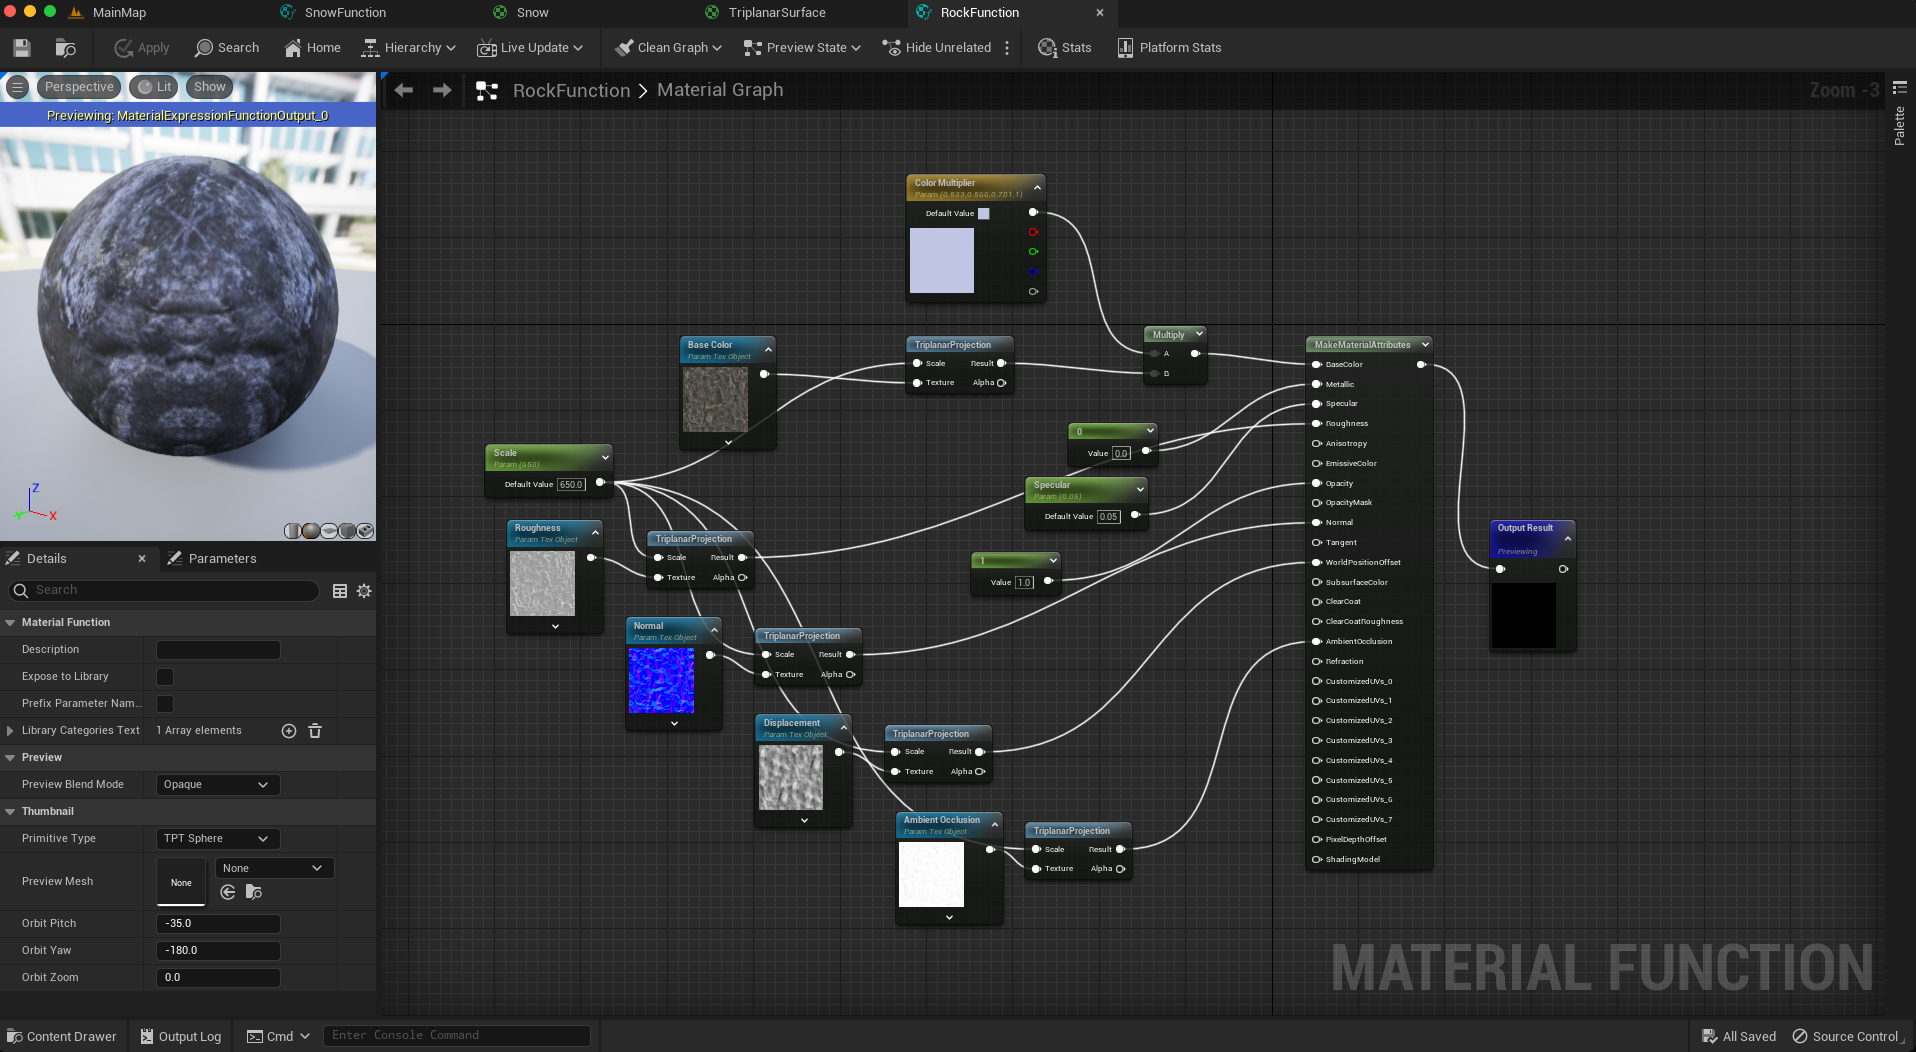 MainMap
SnowFunction
Snow
TriplanarSurface
RockFunction
Apply
Search
Home
Hierarchy
Live Update
Clean Graph
Preview State
Hide Unrelated
Stats
Platform Stats
Perspective
Lit
Show
Previewing: MaterialExpressionFunctionOutput_0
RockFunction > Material Graph
Zoom -3
Palette
Color Multiplier
Param (0.533,0.566,0.701,1)
Default Value
Base Color
Param Tex Object
TriplanarProjection
Scale Result
Texture Alpha
Multiply
A
B
MakeMaterialAttributes
BaseColor
Metallic
Specular
Roughness
Anisotropy
EmissiveColor
Opacity
OpacityMask
Normal
Tangent
WorldPositionOffset
SubsurfaceColor
ClearCoat
ClearCoatRoughness
AmbientOcclusion
Refraction
CustomizedUVs_0
CustomizedUVs_1
CustomizedUVs_2
CustomizedUVs_3
CustomizedUVs_4
CustomizedUVs_5
CustomizedUVs_6
CustomizedUVs_7
PixelDepthOffset
ShadingModel
0
Value 0.0
Specular
Param (0.05)
Default Value 0.05
1
Value 1.0
Scale
Param (650)
Default Value 650.0
Roughness
Param Tex Object
TriplanarProjection
Scale Result
Texture Alpha
Normal
Param Tex Object
TriplanarProjection
Scale Result
Texture Alpha
Displacement
Param Tex Object
TriplanarProjection
Scale Result
Texture Alpha
Ambient Occlusion
Param Tex Object
TriplanarProjection
Scale Result
Texture Alpha
Output Result
Previewing
MATERIAL FUNCTION
Z
X
Y
Details
Parameters
Search
Material Function
Description
Expose to Library
Prefix Parameter Nam...
Library Categories Text 1 Array elements
Preview
Preview Blend Mode Opaque
Thumbnail
Primitive Type TPT Sphere
Preview Mesh None None
Orbit Pitch -35.0
Orbit Yaw -180.0
Orbit Zoom 0.0
Content Drawer
Output Log
Cmd
Enter Console Command
All Saved
Source Control